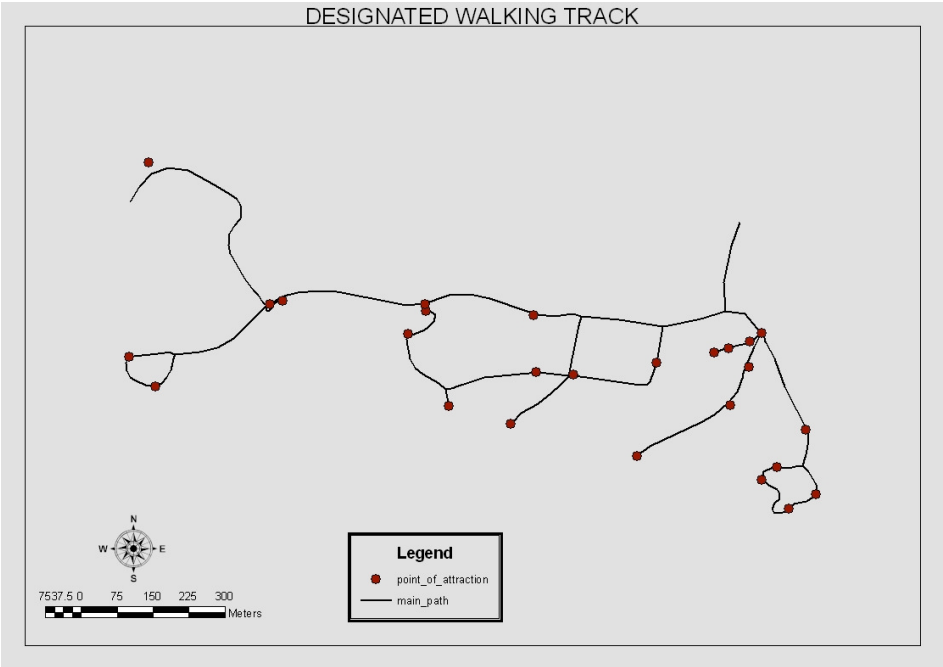 DESIGNATED WALKING TRACK
N
W E
S
7537.5 0 75 150 225 300
Meters
Legend
point_of_attraction
main_path